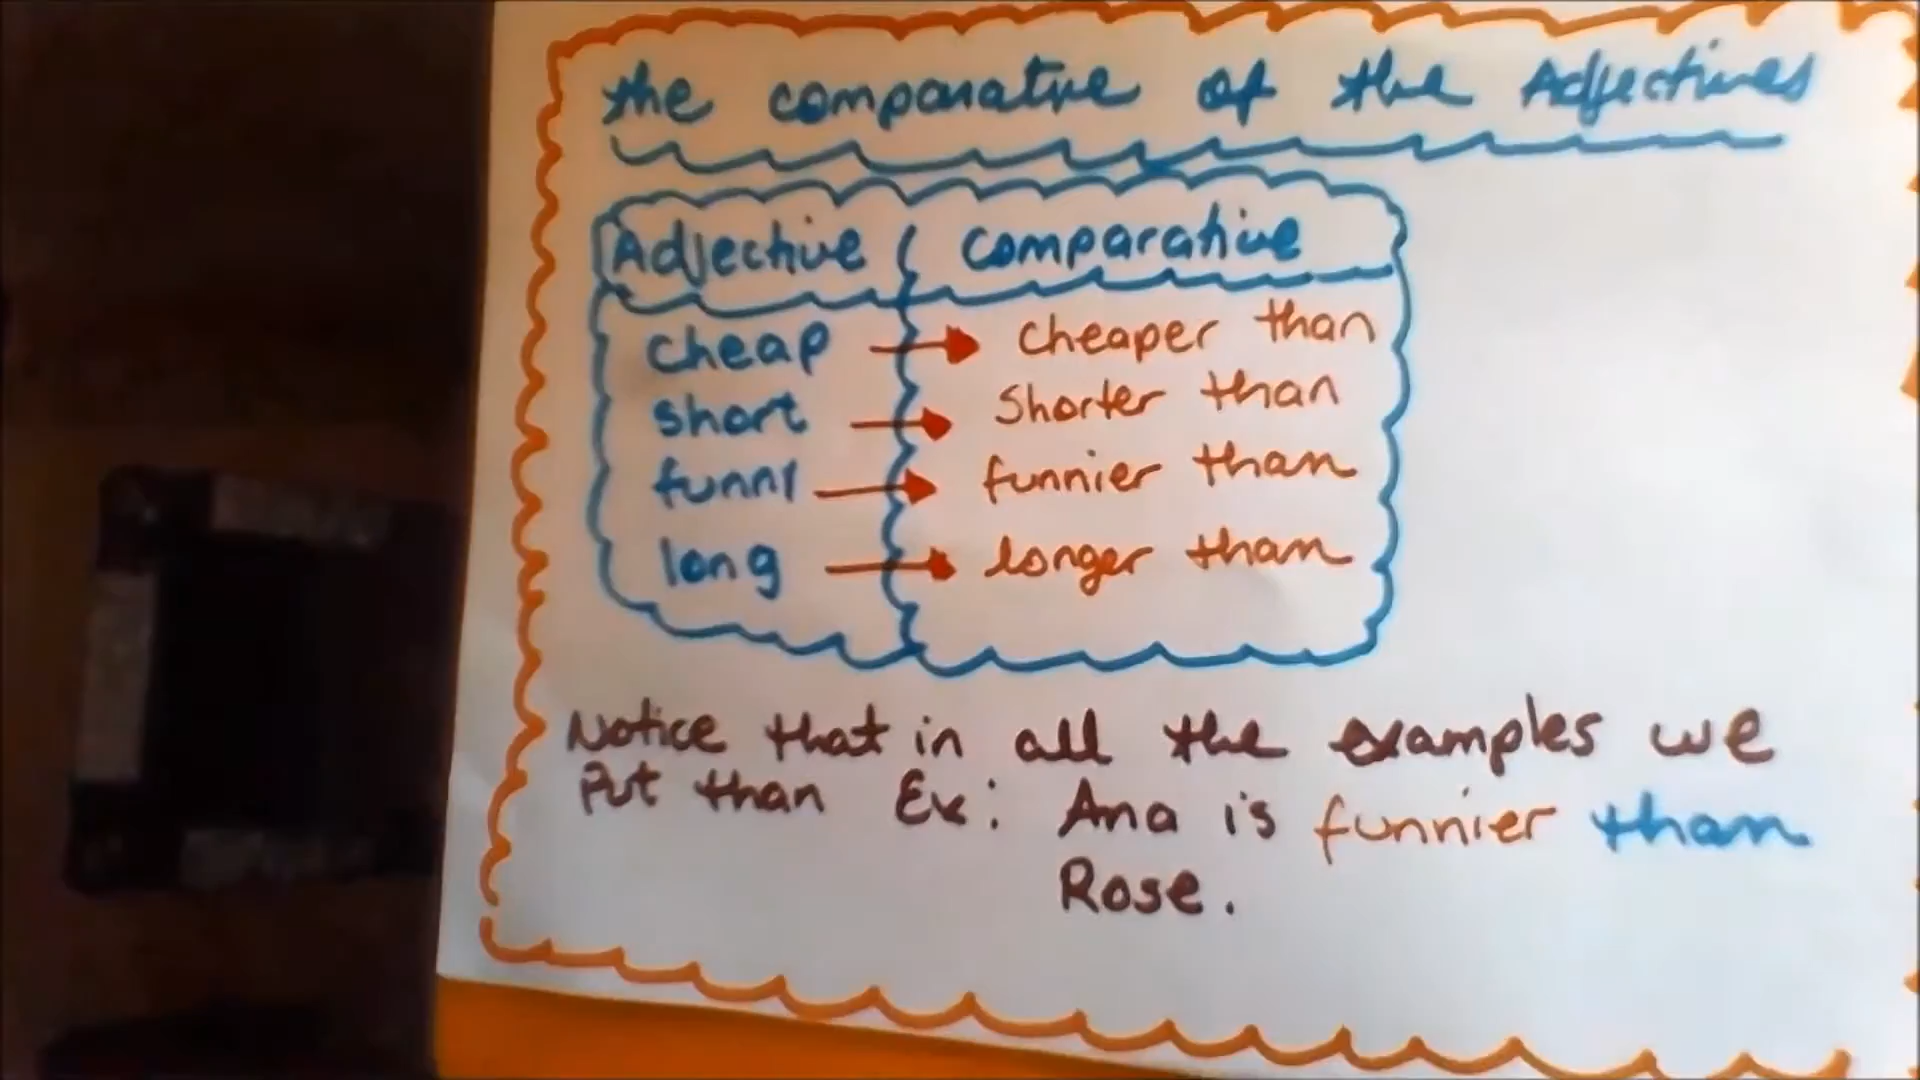 the comparative of the Adjectives
Adjective comparative
cheap cheaper than
short shorter than
funny funnier than
long longer than
Notice that in all the examples we
Put than Ex: Ana is funnier than
Rose.